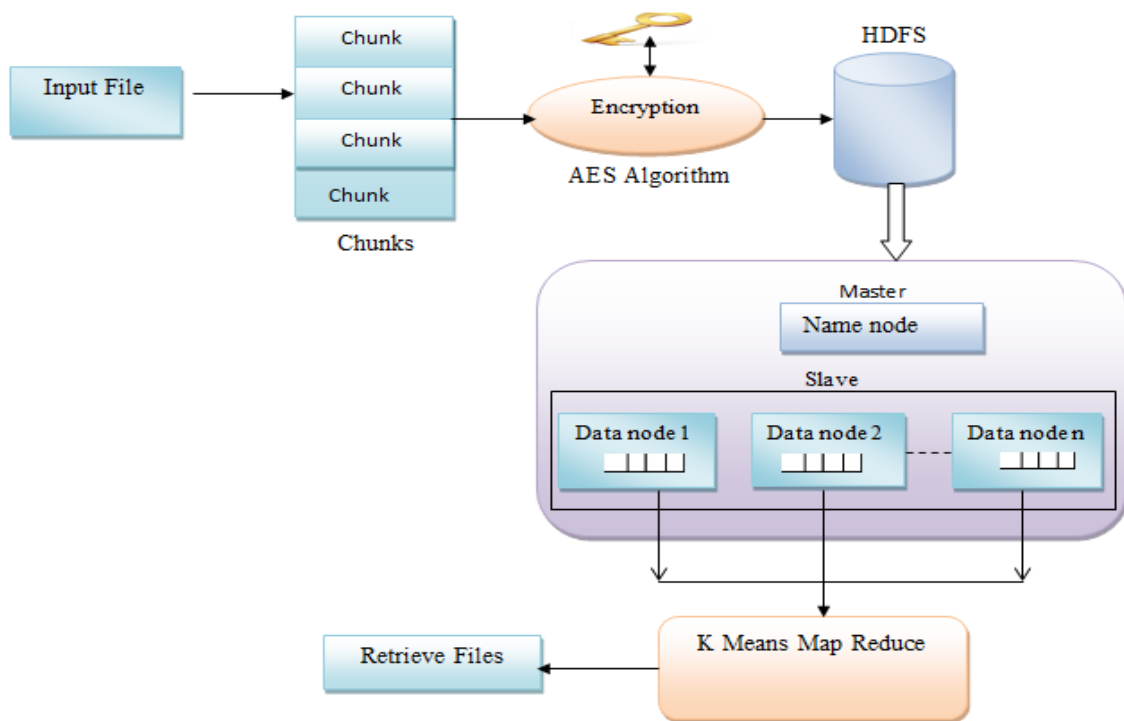 Input File
Chunk
Chunk
Chunk
Chunk
Chunks
Encryption
AES Algorithm
HDFS
Master
Name node
Slave
Data node 1
Data node 2
Data node n
K Means Map Reduce
Retrieve Files